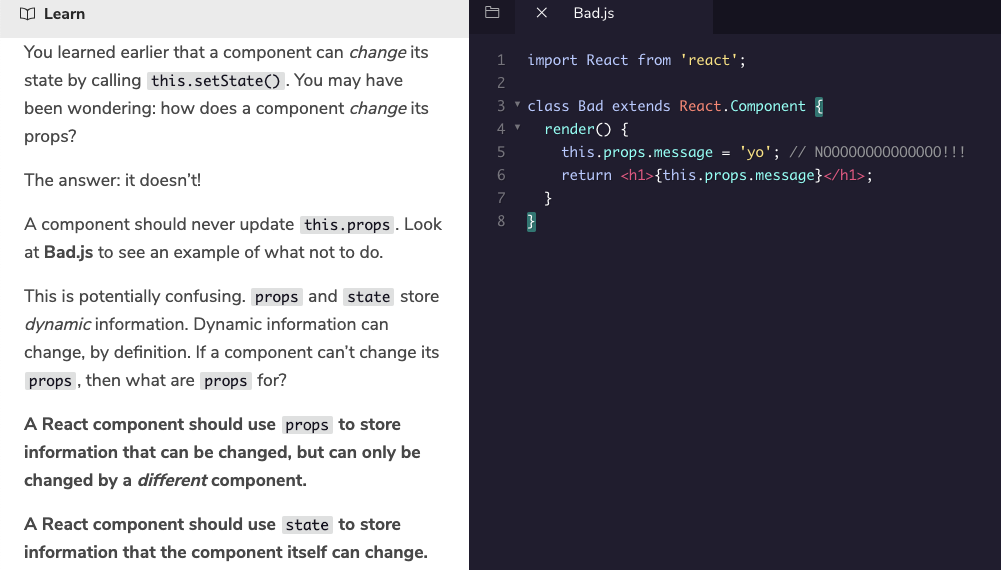 Learn
You learned earlier that a component can change its
state by calling this.setState(). You may have
been wondering: how does a component change its
props?
The answer: it doesn’t!
A component should never update this.props. Look
at Bad.js to see an example of what not to do.
This is potentially confusing. props and state store
dynamic information. Dynamic information can
change, by definition. If a component can’t change its
props, then what are props for?
A React component should use props to store
information that can be changed, but can only be
changed by a different component.
A React component should use state to store
information that the component itself can change.
Bad.js
1 import React from 'react';
2
3 class Bad extends React.Component {
4 render() {
5 this.props.message = 'yo'; // NOOOOOOOOOOOOOO!!!
6 return <h1>{this.props.message}</h1>;
7 }
8 }